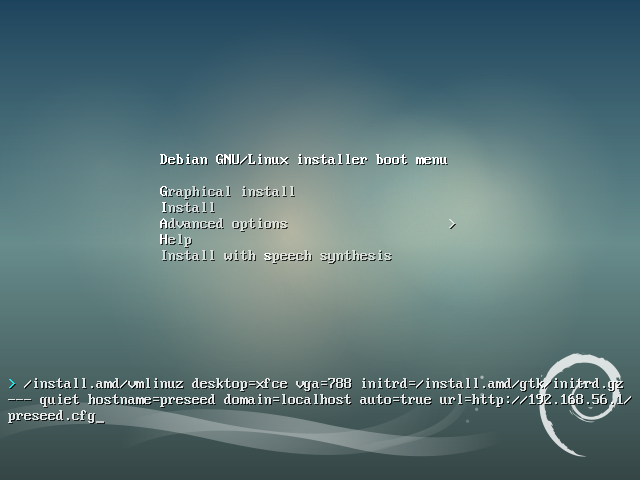 Debian GNU/Linux installer boot menu
Graphical install
Install
Advanced options >
Help
Install with speech synthesis
> /install.amd/vmlinuz desktop=xfce vga=788 initrd=/install.amd/gtk/initrd.gz
--- quiet hostname=preseed domain=localhost auto=true url=http://192.168.56.1/
preseed.cfg_